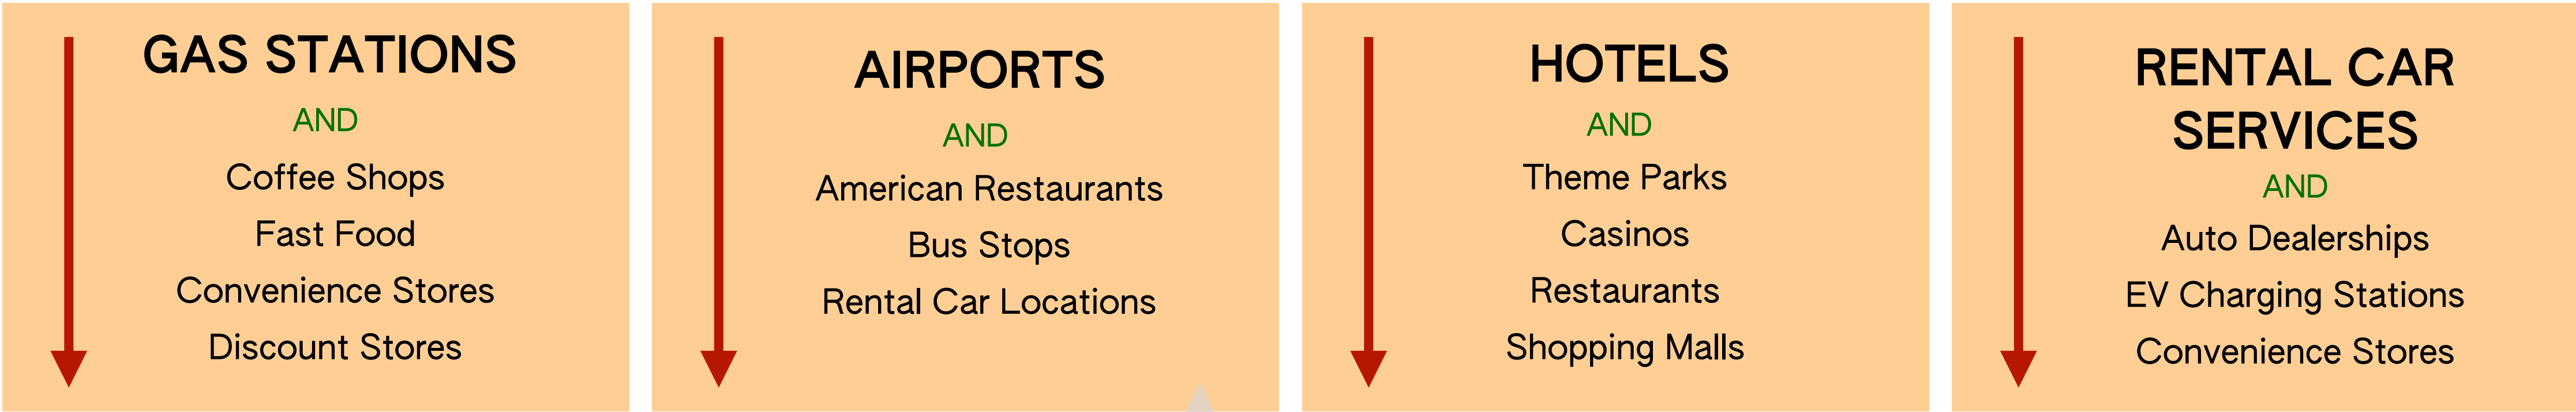 GAS STATIONS
AND
Coffee Shops
Fast Food
Convenience Stores
Discount Stores
AIRPORTS
AND
American Restaurants
Bus Stops
Rental Car Locations
HOTELS
AND
Theme Parks
Casinos
Restaurants
Shopping Malls
RENTAL CAR
SERVICES
AND
Auto Dealerships
EV Charging Stations
Convenience Stores